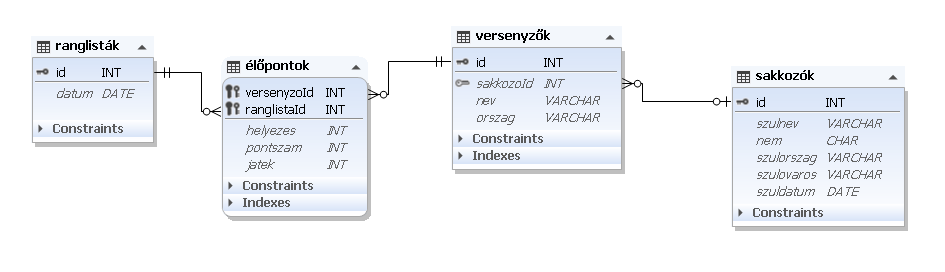 ranglisták
id INT
datum DATE
Constraints
élőpontok
versenyzoId INT
ranglistaId INT
helyezes INT
pontszam INT
jatek INT
Constraints
Indexes
versenyzők
id INT
sakkozoId INT
nev VARCHAR
orszag VARCHAR
Constraints
Indexes
sakkozók
id INT
szulnev VARCHAR
nem CHAR
szulorszag VARCHAR
szulovaros VARCHAR
szuldatum DATE
Constraints